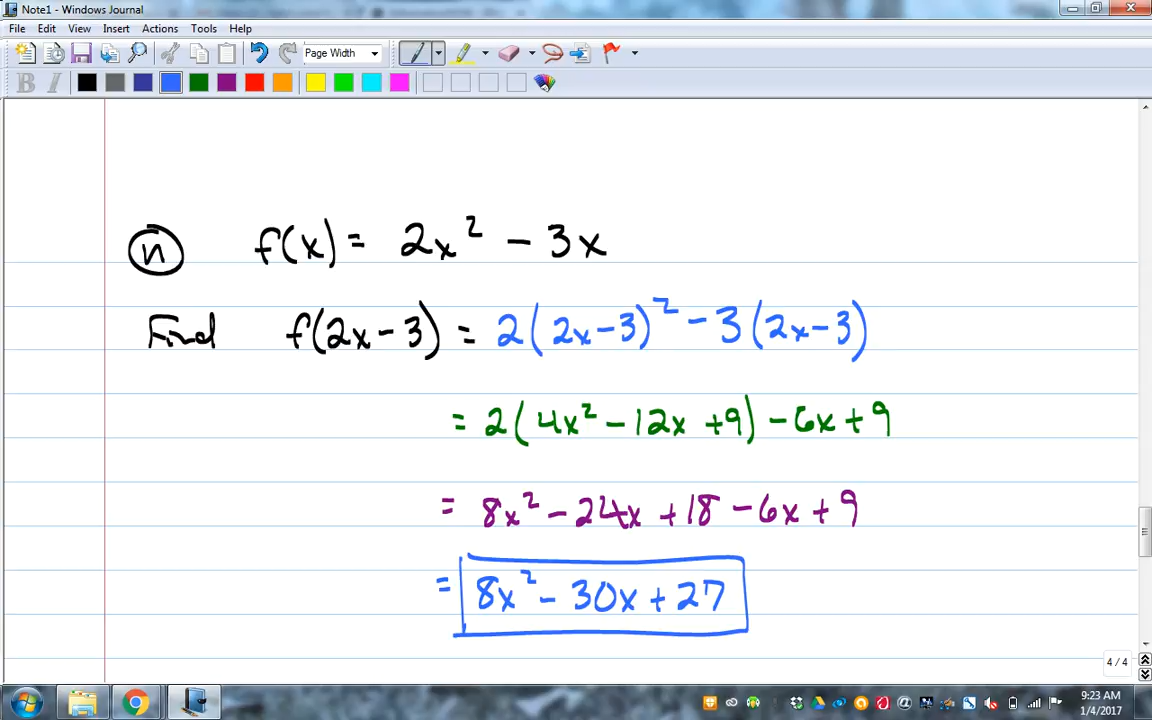 Note1 - Windows Journal
File Edit View Insert Actions Tools Help
Page Width
B I
n f(x) = 2x² - 3x
Find f(2x-3) = 2(2x-3)² - 3(2x-3)
= 2(4x² - 12x + 9) - 6x + 9
= 8x² - 24x + 18 - 6x + 9
= 8x² - 30x + 27
4 / 4
9:23 AM
1/4/2017